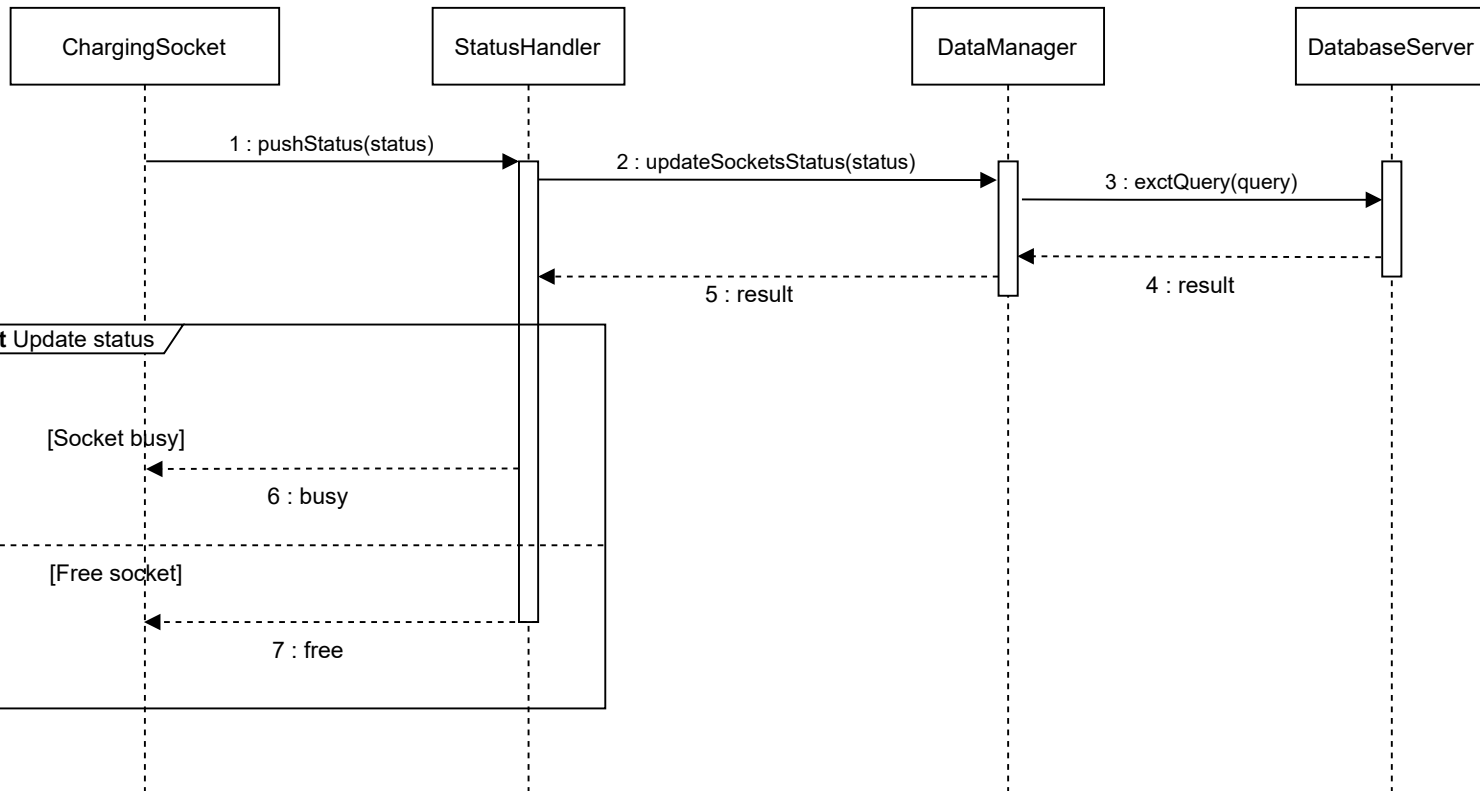 ChargingSocket
StatusHandler
DataManager
DatabaseServer
1 : pushStatus(status)
2 : updateSocketsStatus(status)
3 : exctQuery(query)
4 : result
5 : result
t Update status
[Socket busy]
6 : busy
[Free socket]
7 : free